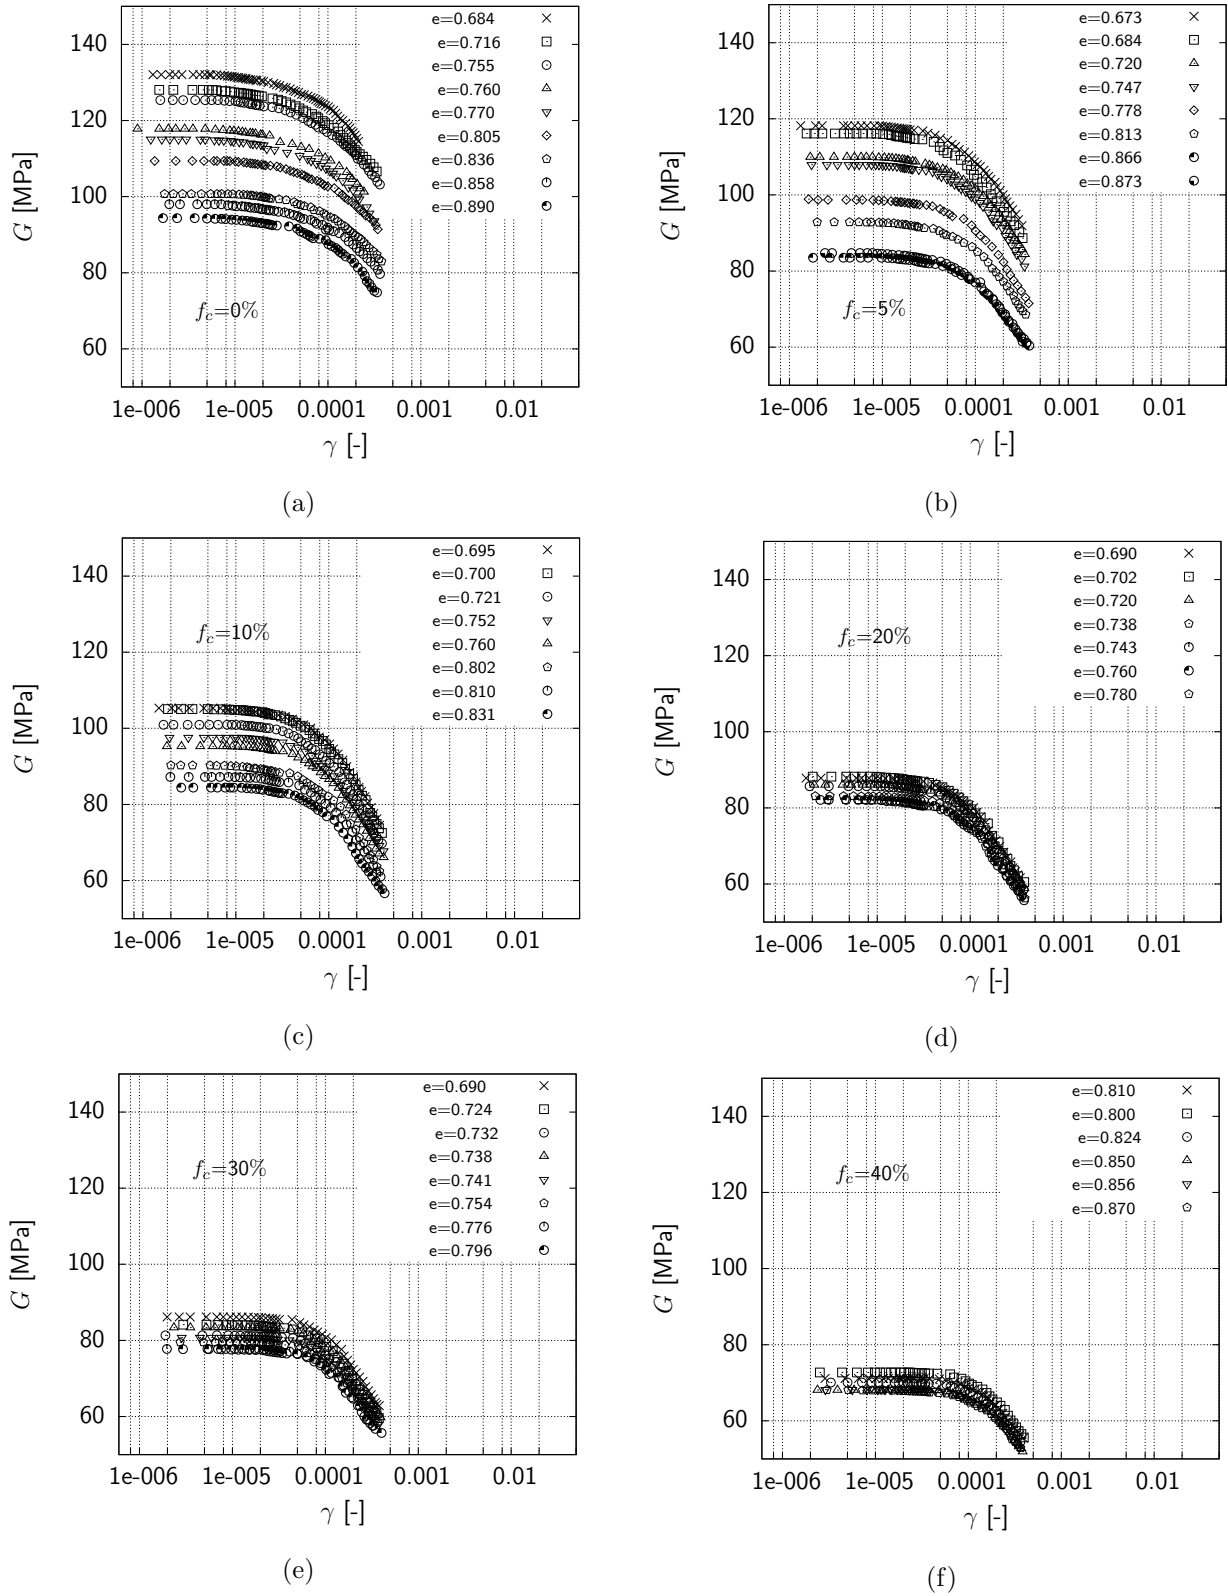 e=0.684
140
e=0.716
e=0.755
e=0.760
120
e=0.770
e=0.805
e=0.836
100
e=0.858
e=0.890
80
f_c=0%
60
G [MPa]
1e-006 1e-005 0.0001 0.001 0.01
γ [-]
(a)
e=0.673
140
e=0.684
e=0.720
e=0.747
120
e=0.778
e=0.813
100
e=0.866
e=0.873
80
f_c=5%
60
G [MPa]
1e-006 1e-005 0.0001 0.001 0.01
γ [-]
(b)
e=0.695
140
e=0.700
e=0.721
f_c=10%
e=0.752
120
e=0.760
e=0.802
e=0.810
100
e=0.831
80
60
G [MPa]
1e-006 1e-005 0.0001 0.001 0.01
γ [-]
(c)
e=0.690
140
e=0.702
e=0.720
f_c=20%
e=0.738
120
e=0.743
e=0.760
e=0.780
100
80
60
G [MPa]
1e-006 1e-005 0.0001 0.001 0.01
γ [-]
(d)
e=0.690
140
e=0.724
e=0.732
e=0.738
f_c=30%
e=0.741
120
e=0.754
e=0.776
e=0.796
100
80
60
G [MPa]
1e-006 1e-005 0.0001 0.001 0.01
γ [-]
(e)
e=0.810
140
e=0.800
e=0.824
e=0.850
f_c=40%
e=0.856
120
e=0.870
100
80
60
G [MPa]
1e-006 1e-005 0.0001 0.001 0.01
γ [-]
(f)